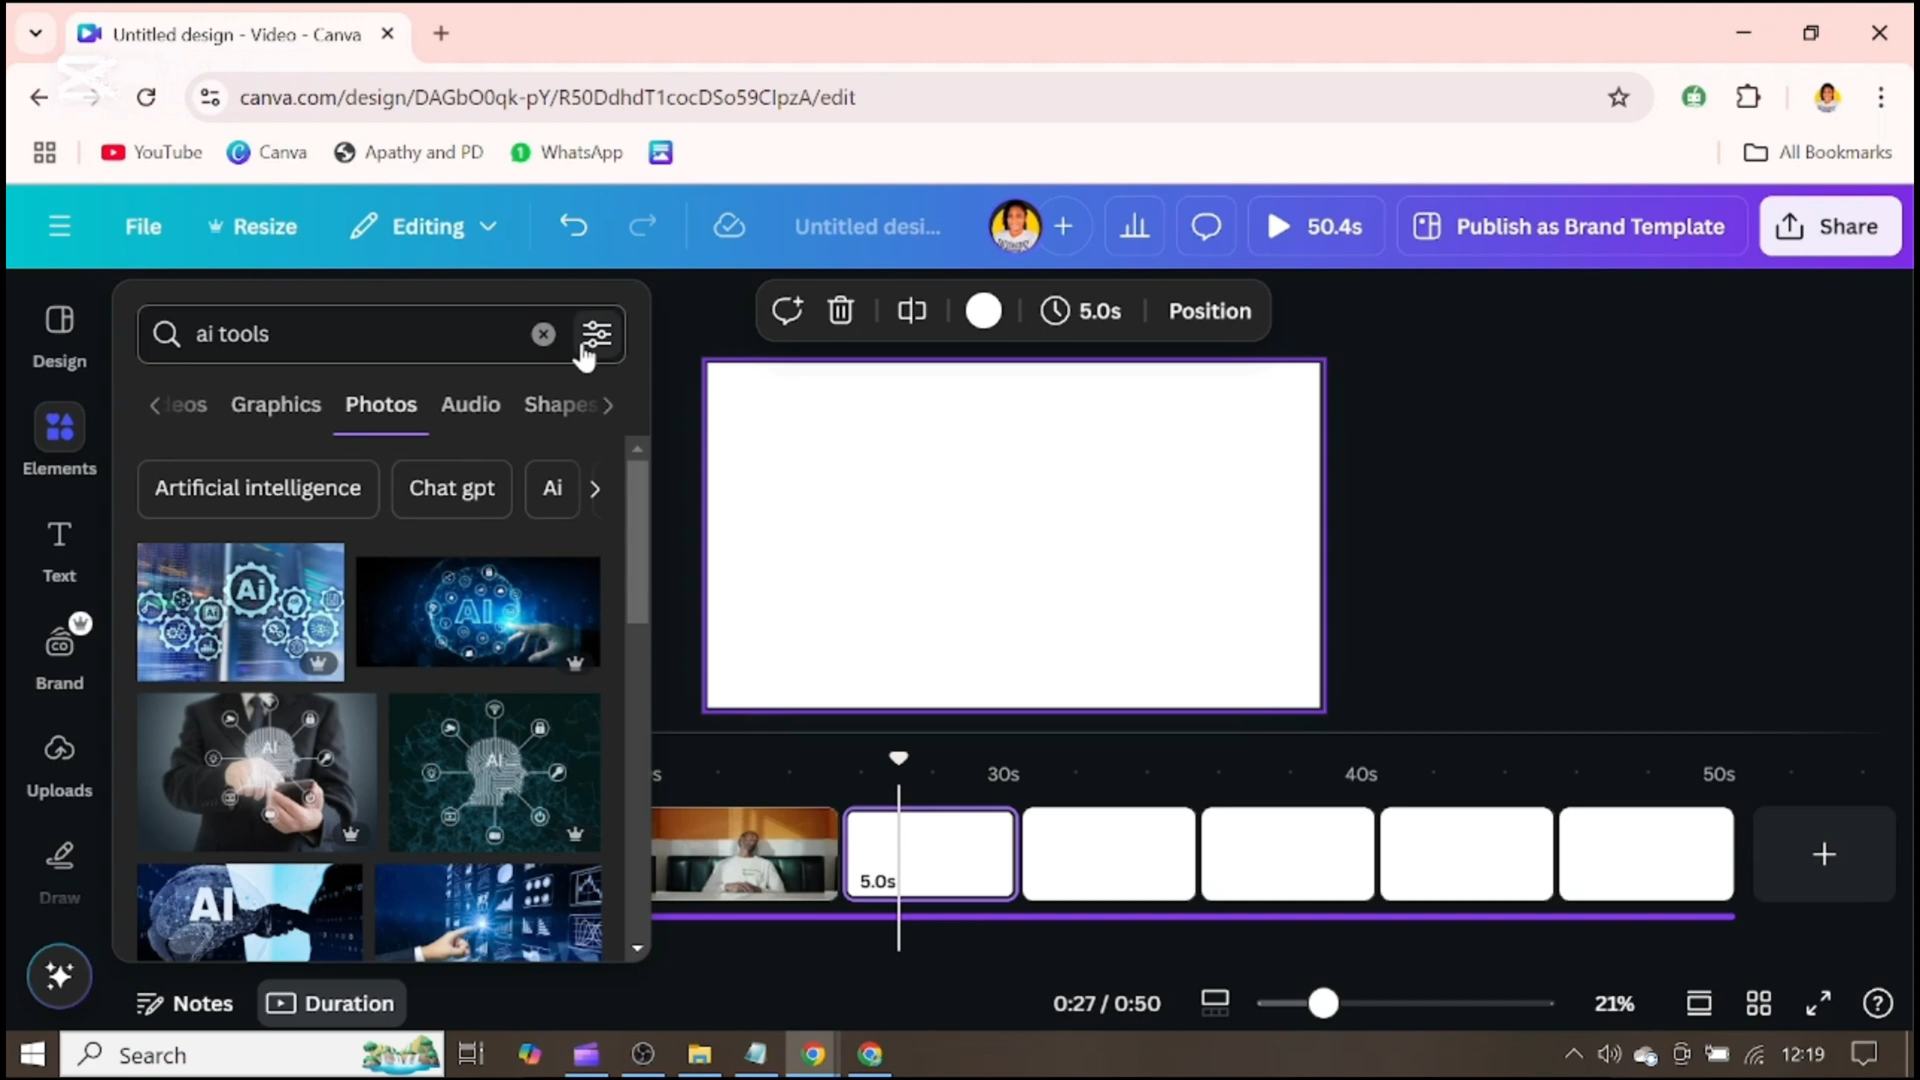 Untitled design - Video - Canva
canva.com/design/DAGbO0qk-pY/R50DdhdT1cocDSo59CIpzA/edit
YouTube
Canva
Apathy and PD
WhatsApp
All Bookmarks
File
Resize
Editing
Untitled desi...
50.4s
Publish as Brand Template
Share
Design
Elements
Text
Brand
Uploads
Draw
ai tools
eos
Graphics
Photos
Audio
Shapes
Artificial intelligence
Chat gpt
Ai
Ai
Ai
AI
AI
AI
AI
5.0s
Position
s
30s
40s
50s
5.0s
Notes
Duration
0:27 / 0:50
21%
Search
12:19